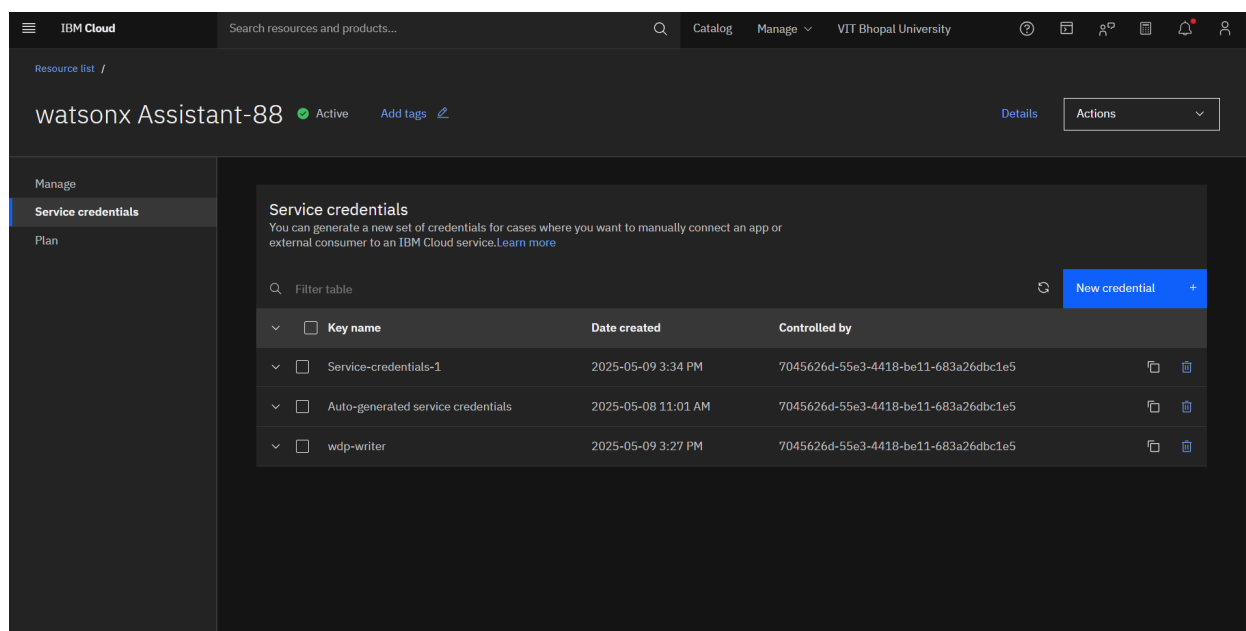 IBM Cloud
Search resources and products...
Catalog
Manage
VIT Bhopal University
Resource list /
watsonx Assistant-88
Active
Add tags
Details
Actions
Manage
Service credentials
Plan
Service credentials
You can generate a new set of credentials for cases where you want to manually connect an app or
external consumer to an IBM Cloud service.Learn more
Filter table
New credential +
Key name Date created Controlled by
Service-credentials-1 2025-05-09 3:34 PM 7045626d-55e3-4418-be11-683a26dbc1e5
Auto-generated service credentials 2025-05-08 11:01 AM 7045626d-55e3-4418-be11-683a26dbc1e5
wdp-writer 2025-05-09 3:27 PM 7045626d-55e3-4418-be11-683a26dbc1e5